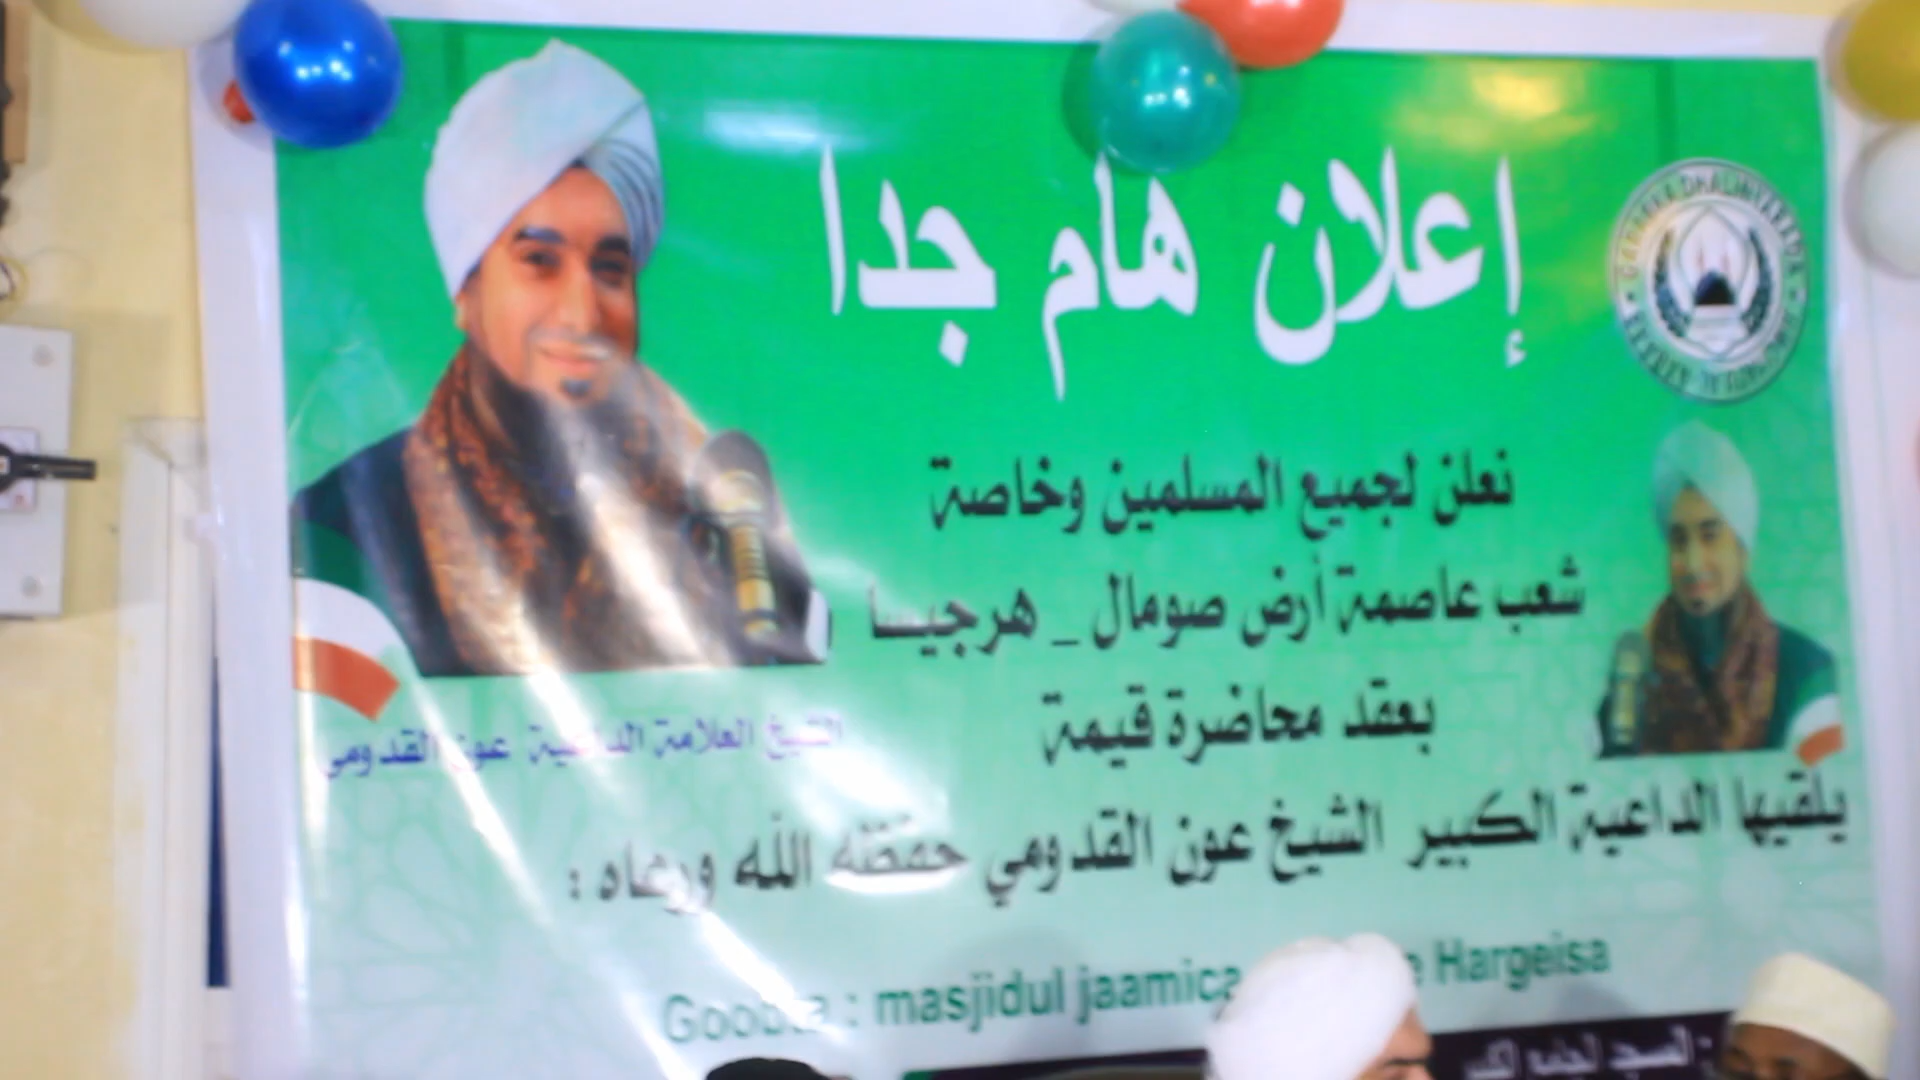 إعلان هام جدا
نعلن لجميع المسلمين وخاصة
شعب عاصمة أرض صومال _ هرجيسا
بعقد محاضرة قيمة
الشيخ العلامة الداعية عون القدومي
يلقيها الداعية الكبير الشيخ عون القدومي حفظه الله ورعاه :
Goobta : masjidul jaamica Hargeisa